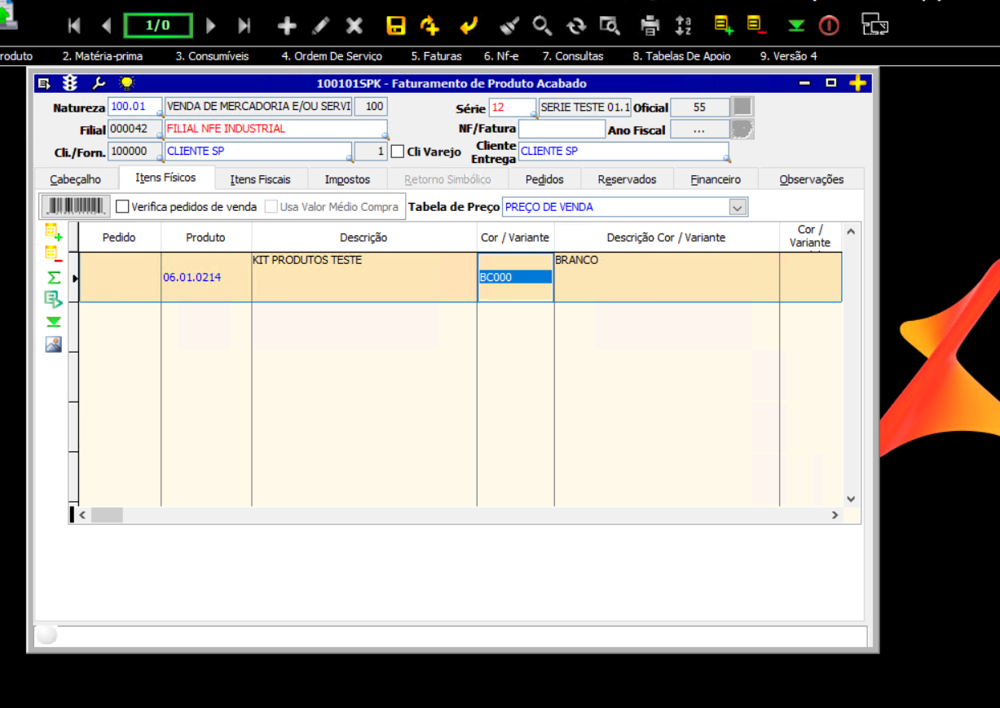 1/0
roduto 2. Matéria-prima 3. Consumíveis 4. Ordem De Serviço 5. Faturas 6. Nf-e 7. Consultas 8. Tabelas De Apoio 9. Versão 4
100101SPK - Faturamento de Produto Acabado
Natureza 100.01 VENDA DE MERCADORIA E/OU SERVI 100 Série 12 SERIE TESTE 01.1 Oficial 55
Filial 000042 FILIAL NFE INDUSTRIAL NF/Fatura Ano Fiscal ...
Cli./Forn. 100000 CLIENTE SP 1 Cli Varejo Cliente Entrega CLIENTE SP
Cabeçalho Itens Físicos Itens Fiscais Impostos Retorno Simbólico Pedidos Reservados Financeiro Observações
Verifica pedidos de venda Usa Valor Médio Compra Tabela de Preço PREÇO DE VENDA
Pedido Produto Descrição Cor / Variante Descrição Cor / Variante Cor / Variante
KIT PRODUTOS TESTE BRANCO
06.01.0214 BC000